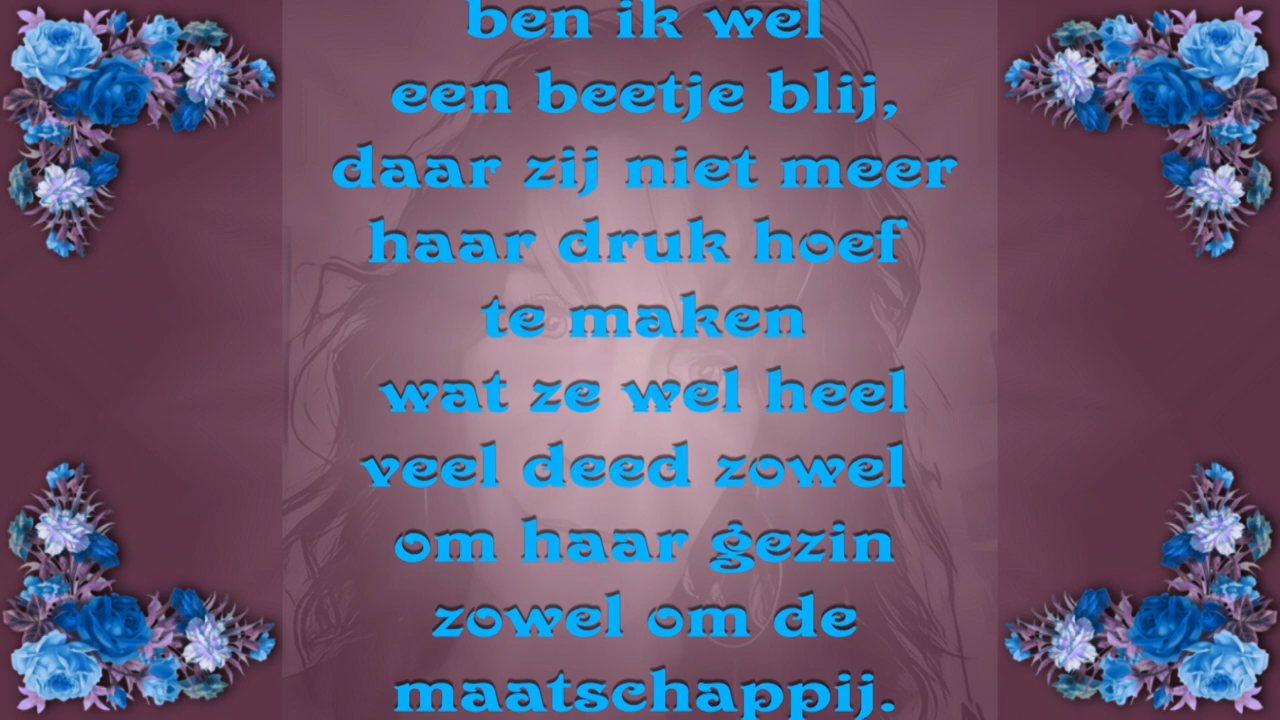 ben ik wel
een beetje blij,
daar zij niet meer
haar druk hoef
te maken
wat ze wel heel
veel deed zowel
om haar gezin
zowel om de
maatschappij.